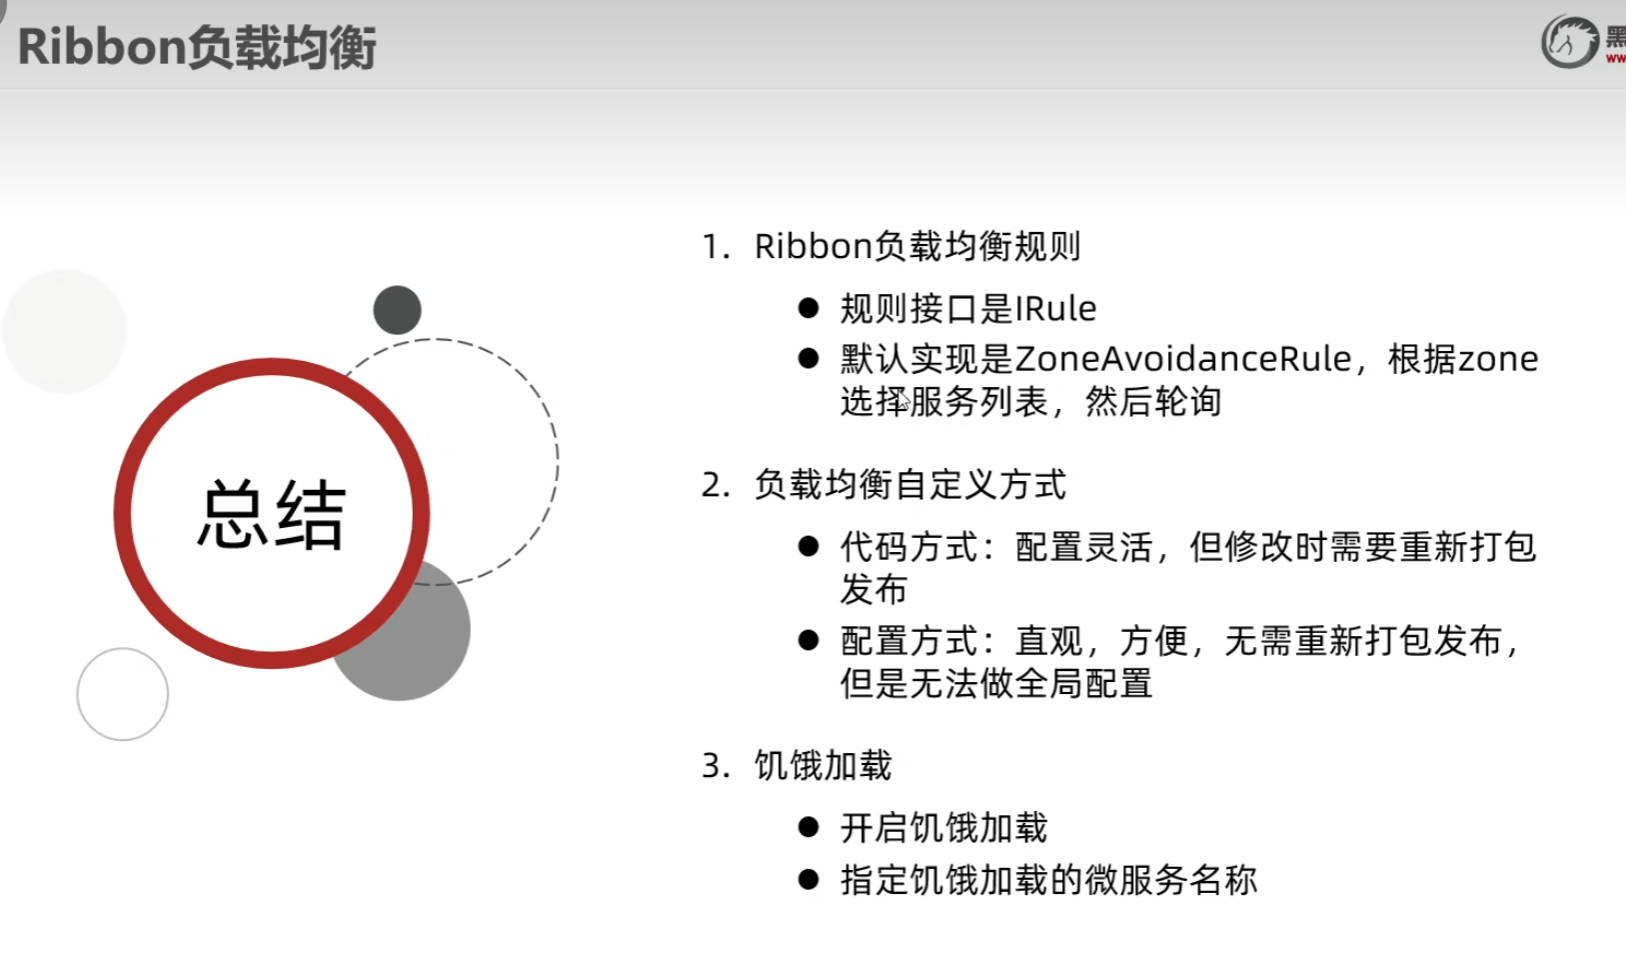 Ribbon负载均衡
黑
总结
1. Ribbon负载均衡规则
● 规则接口是IRule
● 默认实现是ZoneAvoidanceRule，根据zone
选择服务列表，然后轮询
2. 负载均衡自定义方式
● 代码方式：配置灵活，但修改时需要重新打包
发布
● 配置方式：直观，方便，无需重新打包发布，
但是无法做全局配置
3. 饥饿加载
● 开启饥饿加载
● 指定饥饿加载的微服务名称